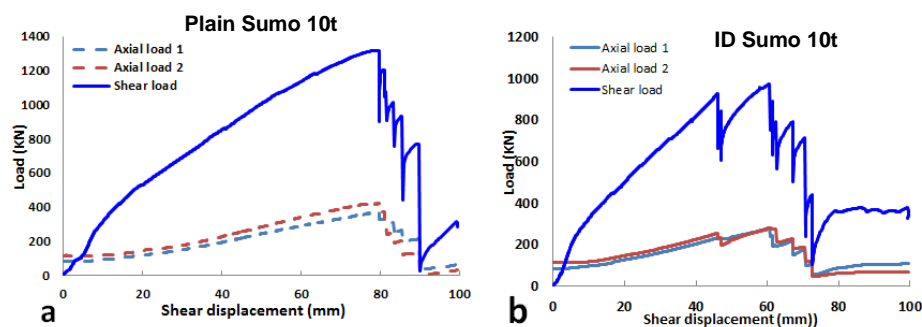 Plain Sumo 10t
1400
1200
1000
800
600
400
200
0
Load (KN)
Axial load 1
Axial load 2
Shear load
0 20 40 60 80 100
Shear displacement (mm)
a
ID Sumo 10t
1200
1000
800
600
400
200
0
Load (KN)
Axial load 1
Axial load 2
Shear load
0 20 40 60 80 100
Shear displacement (mm))
b